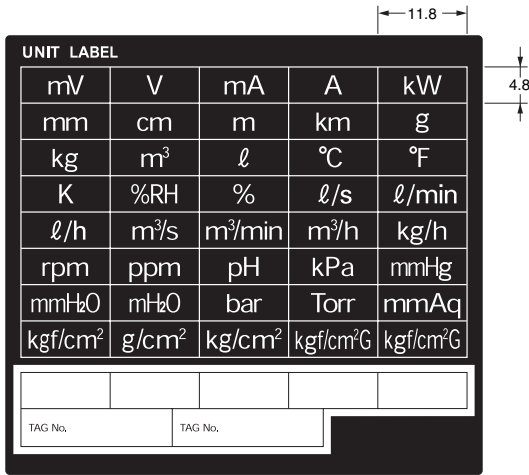 11.8
UNIT LABEL
4.8
mV V mA A kW
mm cm m km g
kg m³ ℓ °C °F
K %RH % ℓ/s ℓ/min
ℓ/h m³/s m³/min m³/h kg/h
rpm ppm pH kPa mmHg
mmH₂O mH₂O bar Torr mmAq
kgf/cm² g/cm² kg/cm² kgf/cm²G kgf/cm²G
TAG No. TAG No.